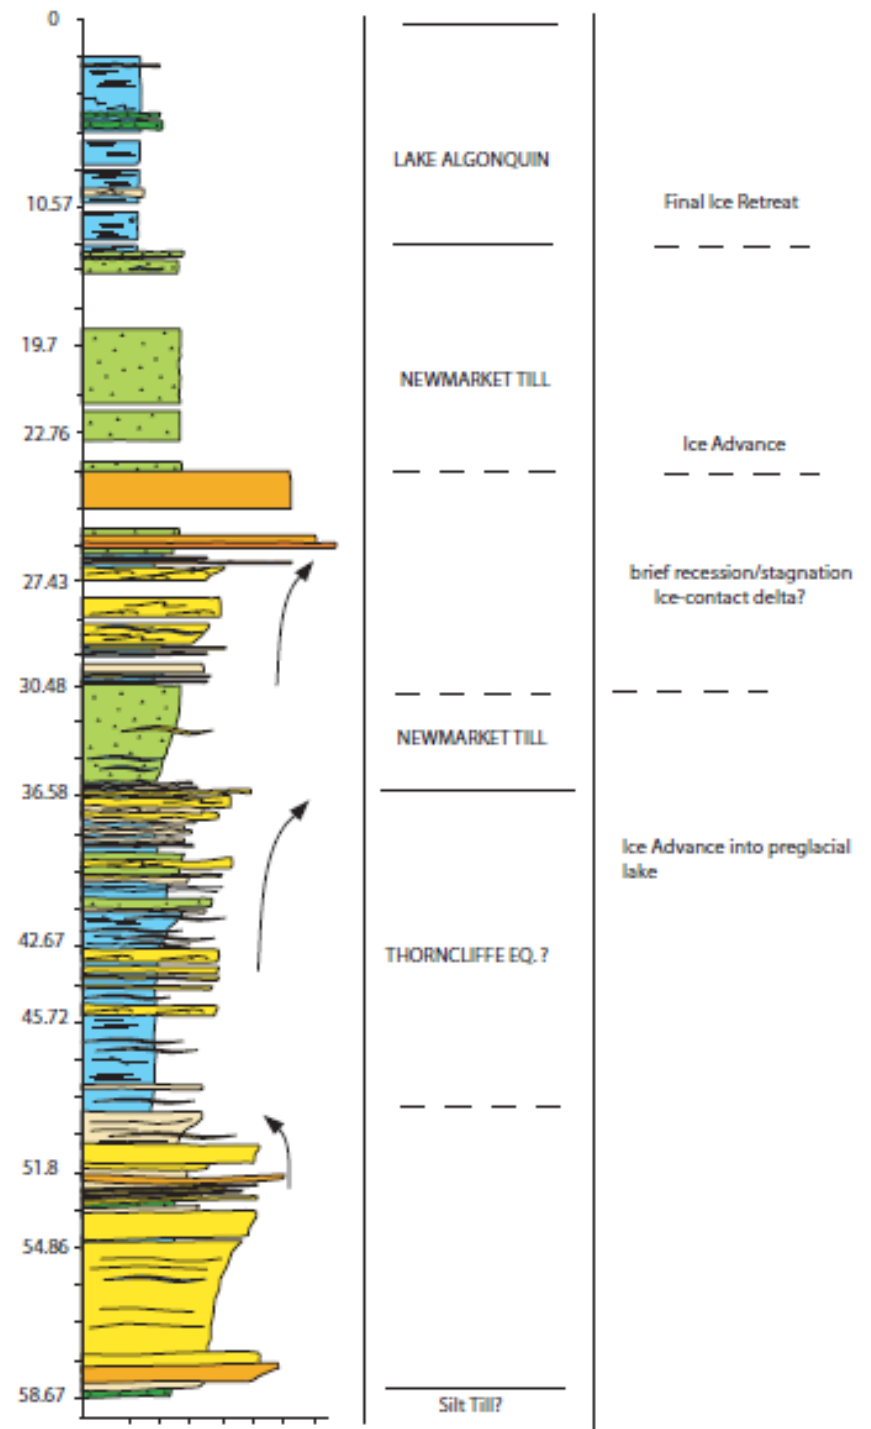 0
LAKE ALGONQUIN
10.57
Final Ice Retreat
19.7
NEWMARKET TILL
22.76
Ice Advance
27.43
brief recession/stagnation
Ice-contact delta?
30.48
NEWMARKET TILL
36.58
Ice Advance into preglacial
lake
42.67
THORNCLIFFE EQ. ?
45.72
51.8
54.86
58.67
Silt Till?